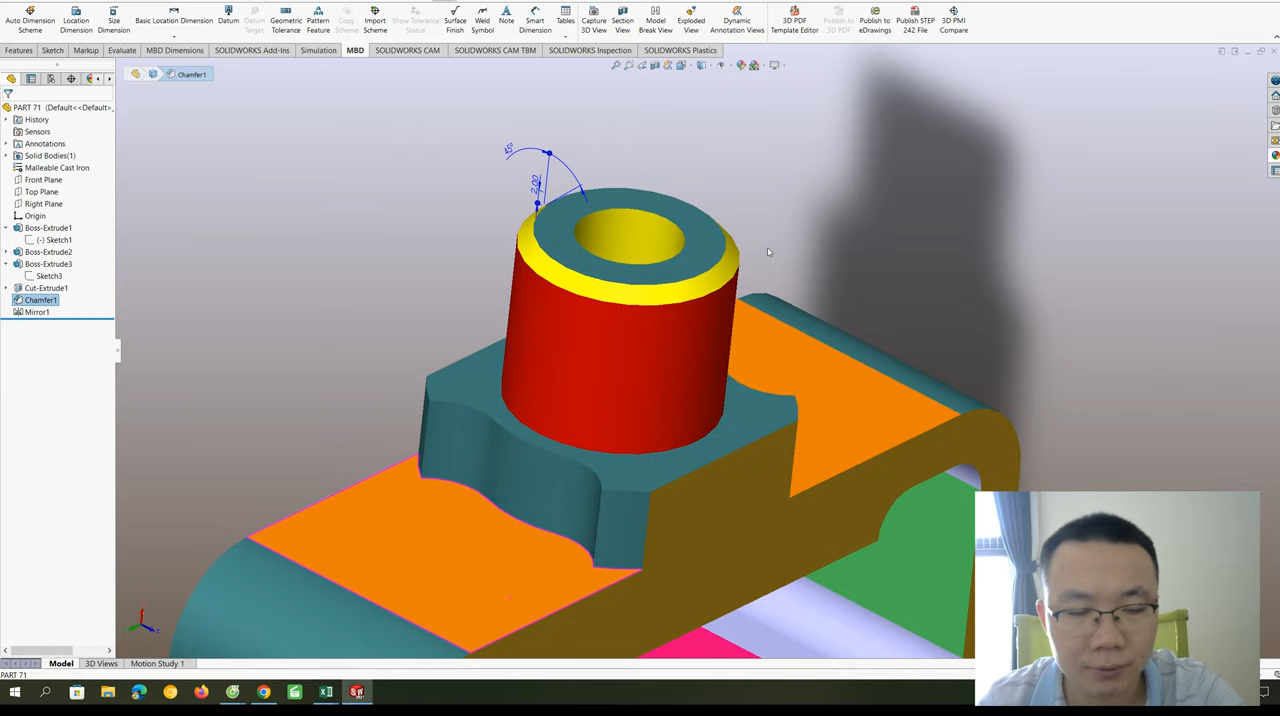 Auto Dimension Scheme
Location Dimension
Size Dimension
Basic Location Dimension
Datum
Datum Target
Geometric Tolerance
Pattern Feature
Copy Scheme
Import Scheme
Show Tolerance Status
Surface Finish
Weld Symbol
Note
Smart Dimension
Tables
Capture 3D View
Section View
Model Break View
Exploded View
Dynamic Annotation Views
3D PDF Template Editor
Publish to 3D PDF
Publish to eDrawings
Publish STEP 242 File
3D PMI Compare
Features
Sketch
Markup
Evaluate
MBD Dimensions
SOLIDWORKS Add-Ins
Simulation
MBD
SOLIDWORKS CAM
SOLIDWORKS CAM TBM
SOLIDWORKS Inspection
SOLIDWORKS Plastics
Chamfer1
PART 71 (Default<<Default>_
History
Sensors
Annotations
Solid Bodies(1)
Malleable Cast Iron
Front Plane
Top Plane
Right Plane
Origin
Boss-Extrude1
(-) Sketch1
Boss-Extrude2
Boss-Extrude3
Sketch3
Cut-Extrude1
Chamfer1
Mirror1
45°
2.00
Model
3D Views
Motion Study 1
PART 71